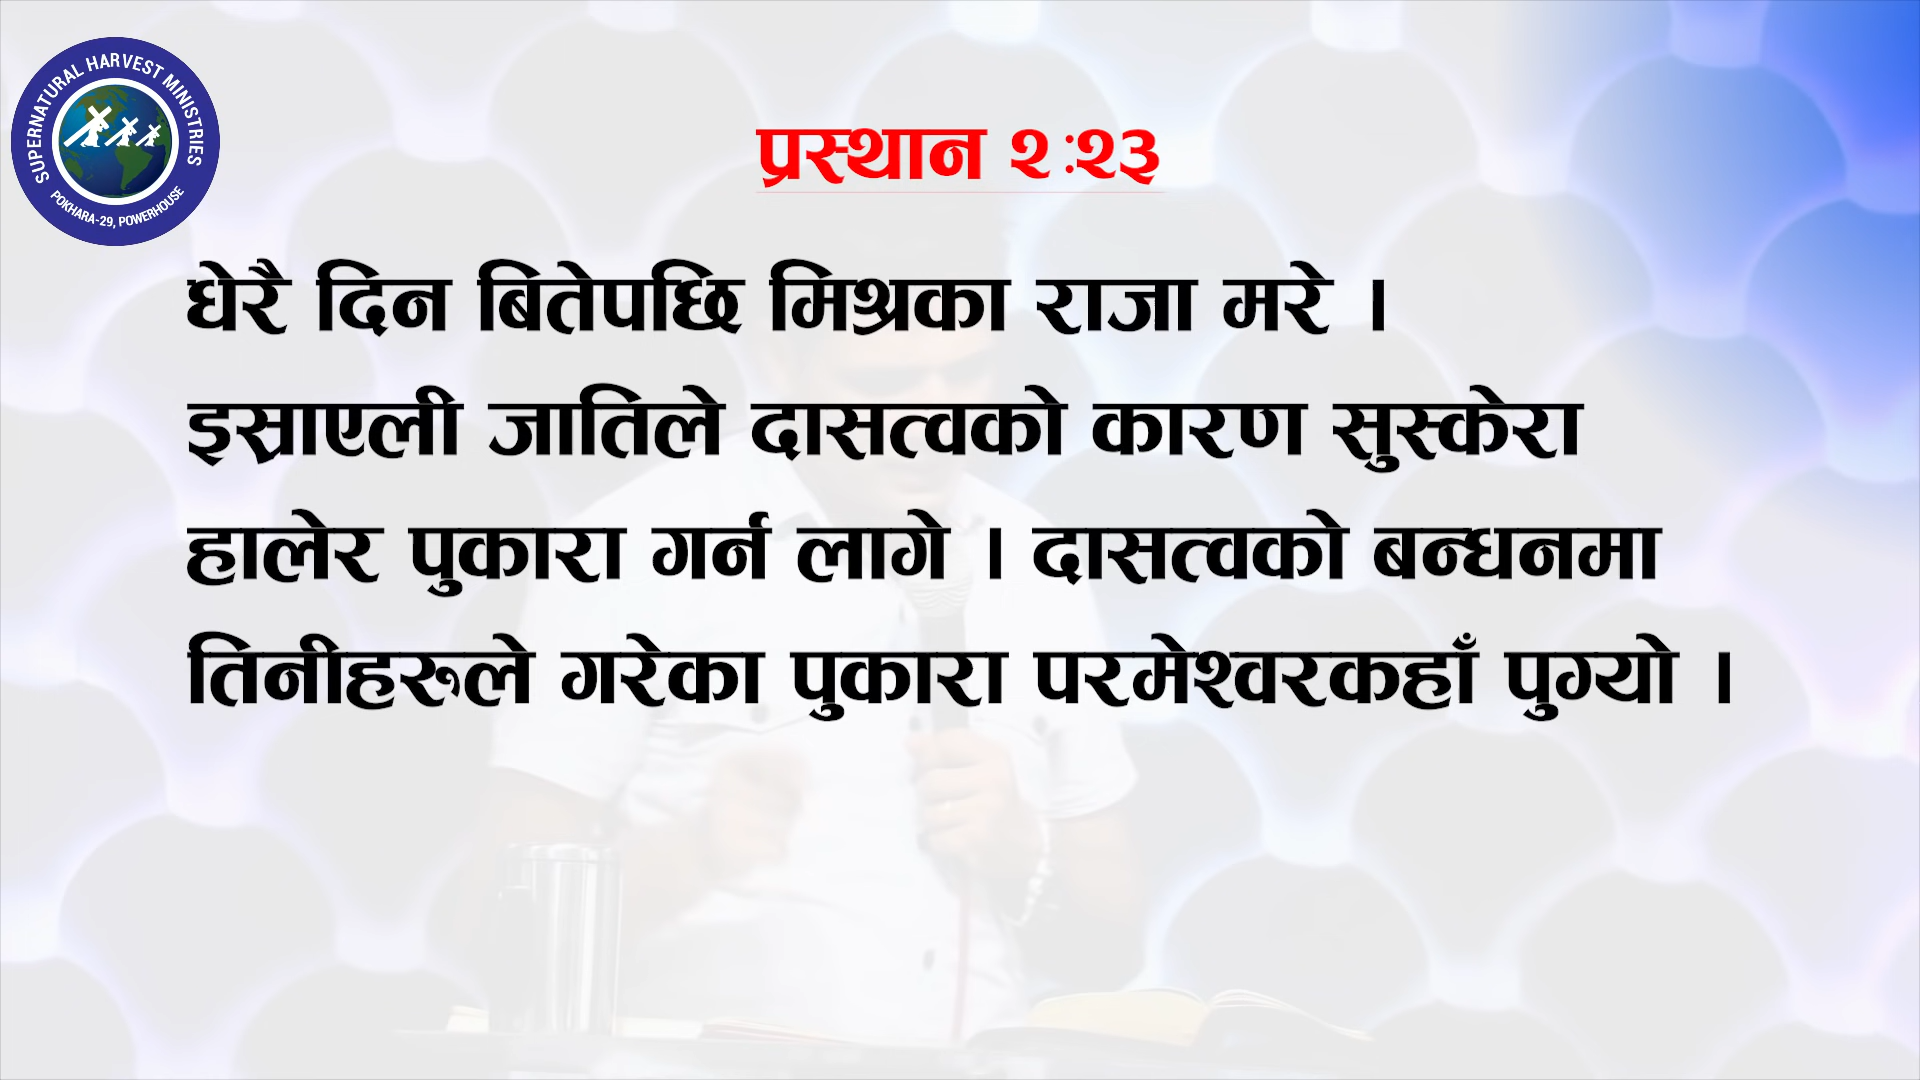 SUPERNATURAL HARVEST MINISTRIES
POKHARA-29, POWERHOUSE
प्रस्थान २:२३
धेरै दिन बितेपछि मिश्रका राजा मरे ।
इस्राएली जातिले दासत्वको कारण सुस्केरा
हालेर पुकारा गर्न लागे । दासत्वको बन्धनमा
तिनीहरुले गरेका पुकारा परमेश्वरकहाँ पुग्यो ।